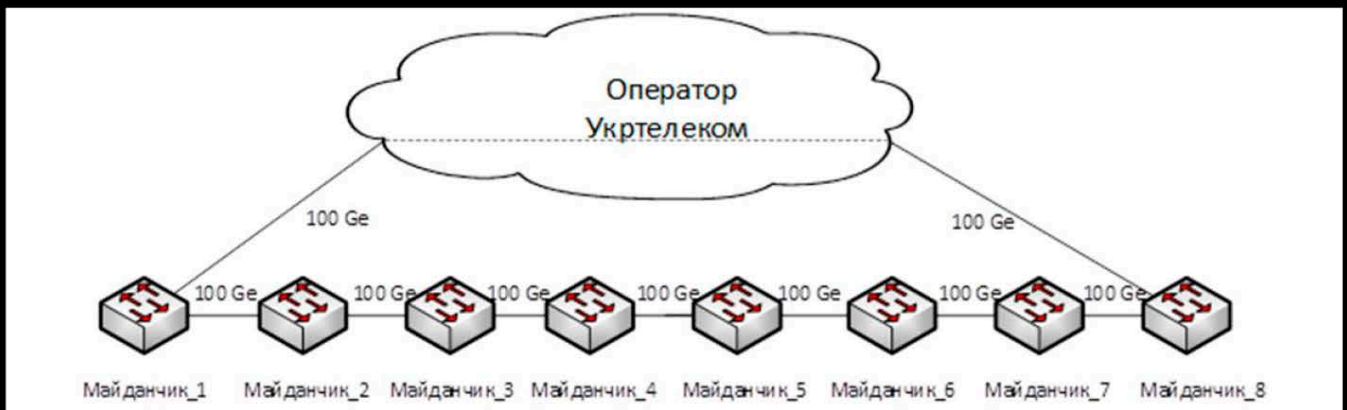 Оператор
Укртелеком
100 Ge
100 Ge
100 Ge 100 Ge 100 Ge 100 Ge 100 Ge 100 Ge 100 Ge
Майданчик_1 Майданчик_2 Майданчик_3 Майданчик_4 Майданчик_5 Майданчик_6 Майданчик_7 Майданчик_8